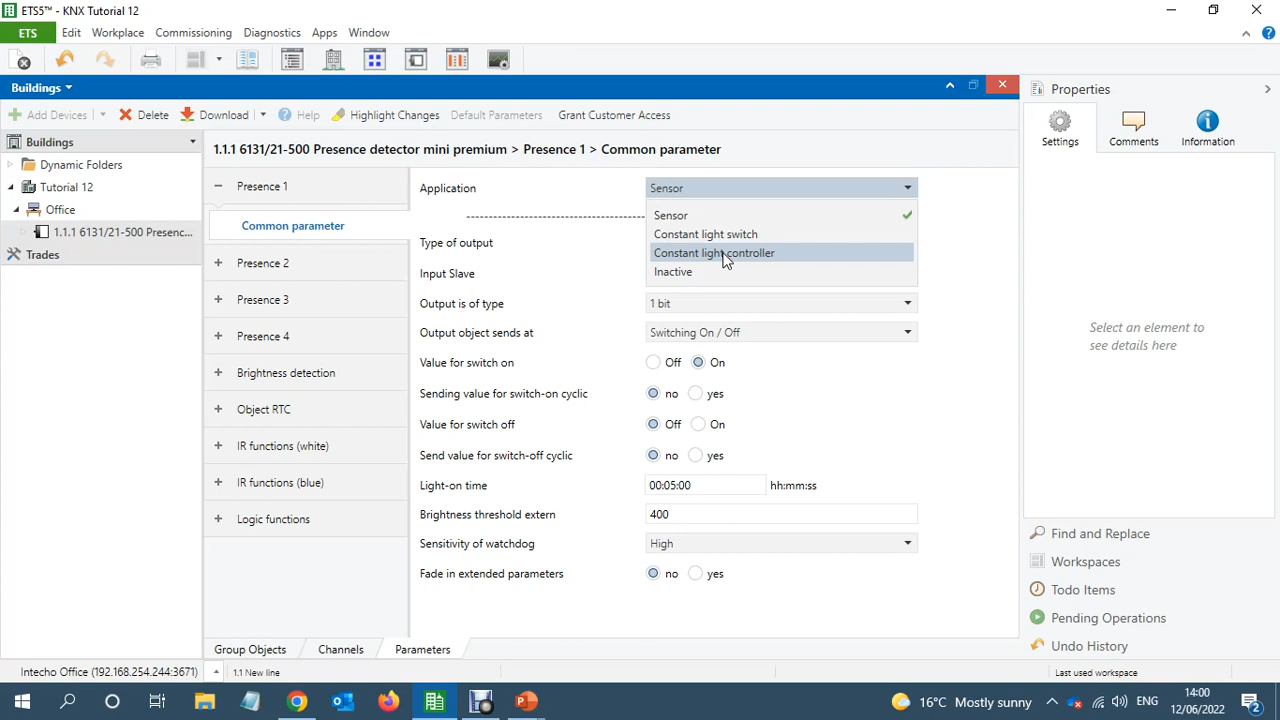 ETS5™ - KNX Tutorial 12
ETS Edit Workplace Commissioning Diagnostics Apps Window
Buildings
Add Devices Delete Download Help Highlight Changes Default Parameters Grant Customer Access
Buildings
Dynamic Folders
Tutorial 12
Office
1.1.1 6131/21-500 Presenc...
Trades
1.1.1 6131/21-500 Presence detector mini premium > Presence 1 > Common parameter
Presence 1
Common parameter
Presence 2
Presence 3
Presence 4
Brightness detection
Object RTC
IR functions (white)
IR functions (blue)
Logic functions
Application Sensor
Sensor
Constant light switch
Constant light controller
Inactive
Type of output
Input Slave
Output is of type 1 bit
Output object sends at Switching On / Off
Value for switch on Off On
Sending value for switch-on cyclic no yes
Value for switch off Off On
Send value for switch-off cyclic no yes
Light-on time 00:05:00 hh:mm:ss
Brightness threshold extern 400
Sensitivity of watchdog High
Fade in extended parameters no yes
Group Objects Channels Parameters
Properties
Settings Comments Information
Select an element to
see details here
Find and Replace
Workspaces
Todo Items
Pending Operations
Undo History
Intecho Office (192.168.254.244:3671) 1.1 New line Last used workspace
16°C Mostly sunny ENG 14:00
12/06/2022
2